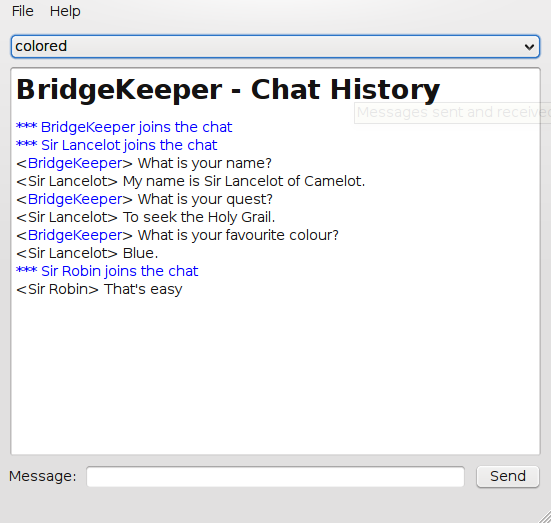 File Help
colored
BridgeKeeper - Chat History
Messages sent and received
*** BridgeKeeper joins the chat
*** Sir Lancelot joins the chat
<BridgeKeeper> What is your name?
<Sir Lancelot> My name is Sir Lancelot of Camelot.
<BridgeKeeper> What is your quest?
<Sir Lancelot> To seek the Holy Grail.
<BridgeKeeper> What is your favourite colour?
<Sir Lancelot> Blue.
*** Sir Robin joins the chat
<Sir Robin> That's easy
Message: Send